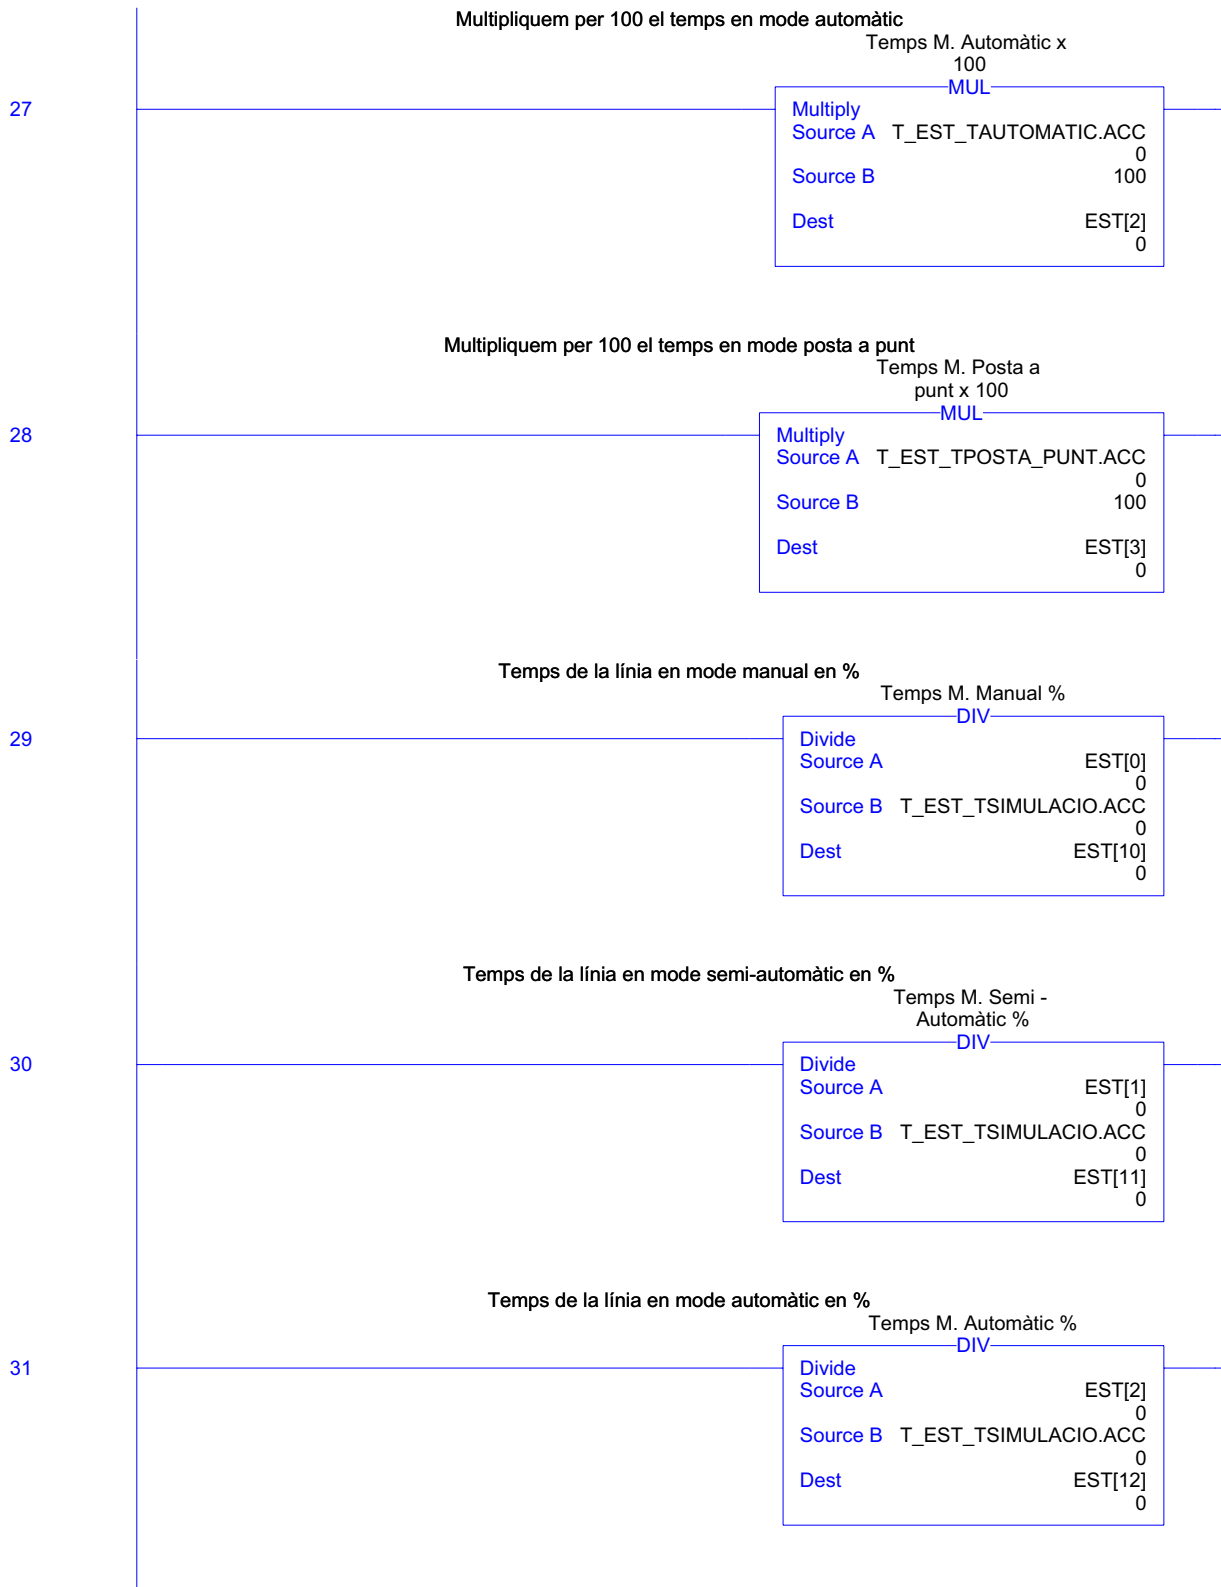 Multipliquem per 100 el temps en mode automàtic
Temps M. Automàtic x
100
MUL
27
Multiply
Source A T_EST_TAUTOMATIC.ACC
0
Source B 100
Dest EST[2]
0
Multipliquem per 100 el temps en mode posta a punt
Temps M. Posta a
punt x 100
MUL
28
Multiply
Source A T_EST_TPOSTA_PUNT.ACC
0
Source B 100
Dest EST[3]
0
Temps de la línia en mode manual en %
Temps M. Manual %
DIV
29
Divide
Source A EST[0]
0
Source B T_EST_TSIMULACIO.ACC
0
Dest EST[10]
0
Temps de la línia en mode semi-automàtic en %
Temps M. Semi -
Automàtic %
DIV
30
Divide
Source A EST[1]
0
Source B T_EST_TSIMULACIO.ACC
0
Dest EST[11]
0
Temps de la línia en mode automàtic en %
Temps M. Automàtic %
DIV
31
Divide
Source A EST[2]
0
Source B T_EST_TSIMULACIO.ACC
0
Dest EST[12]
0